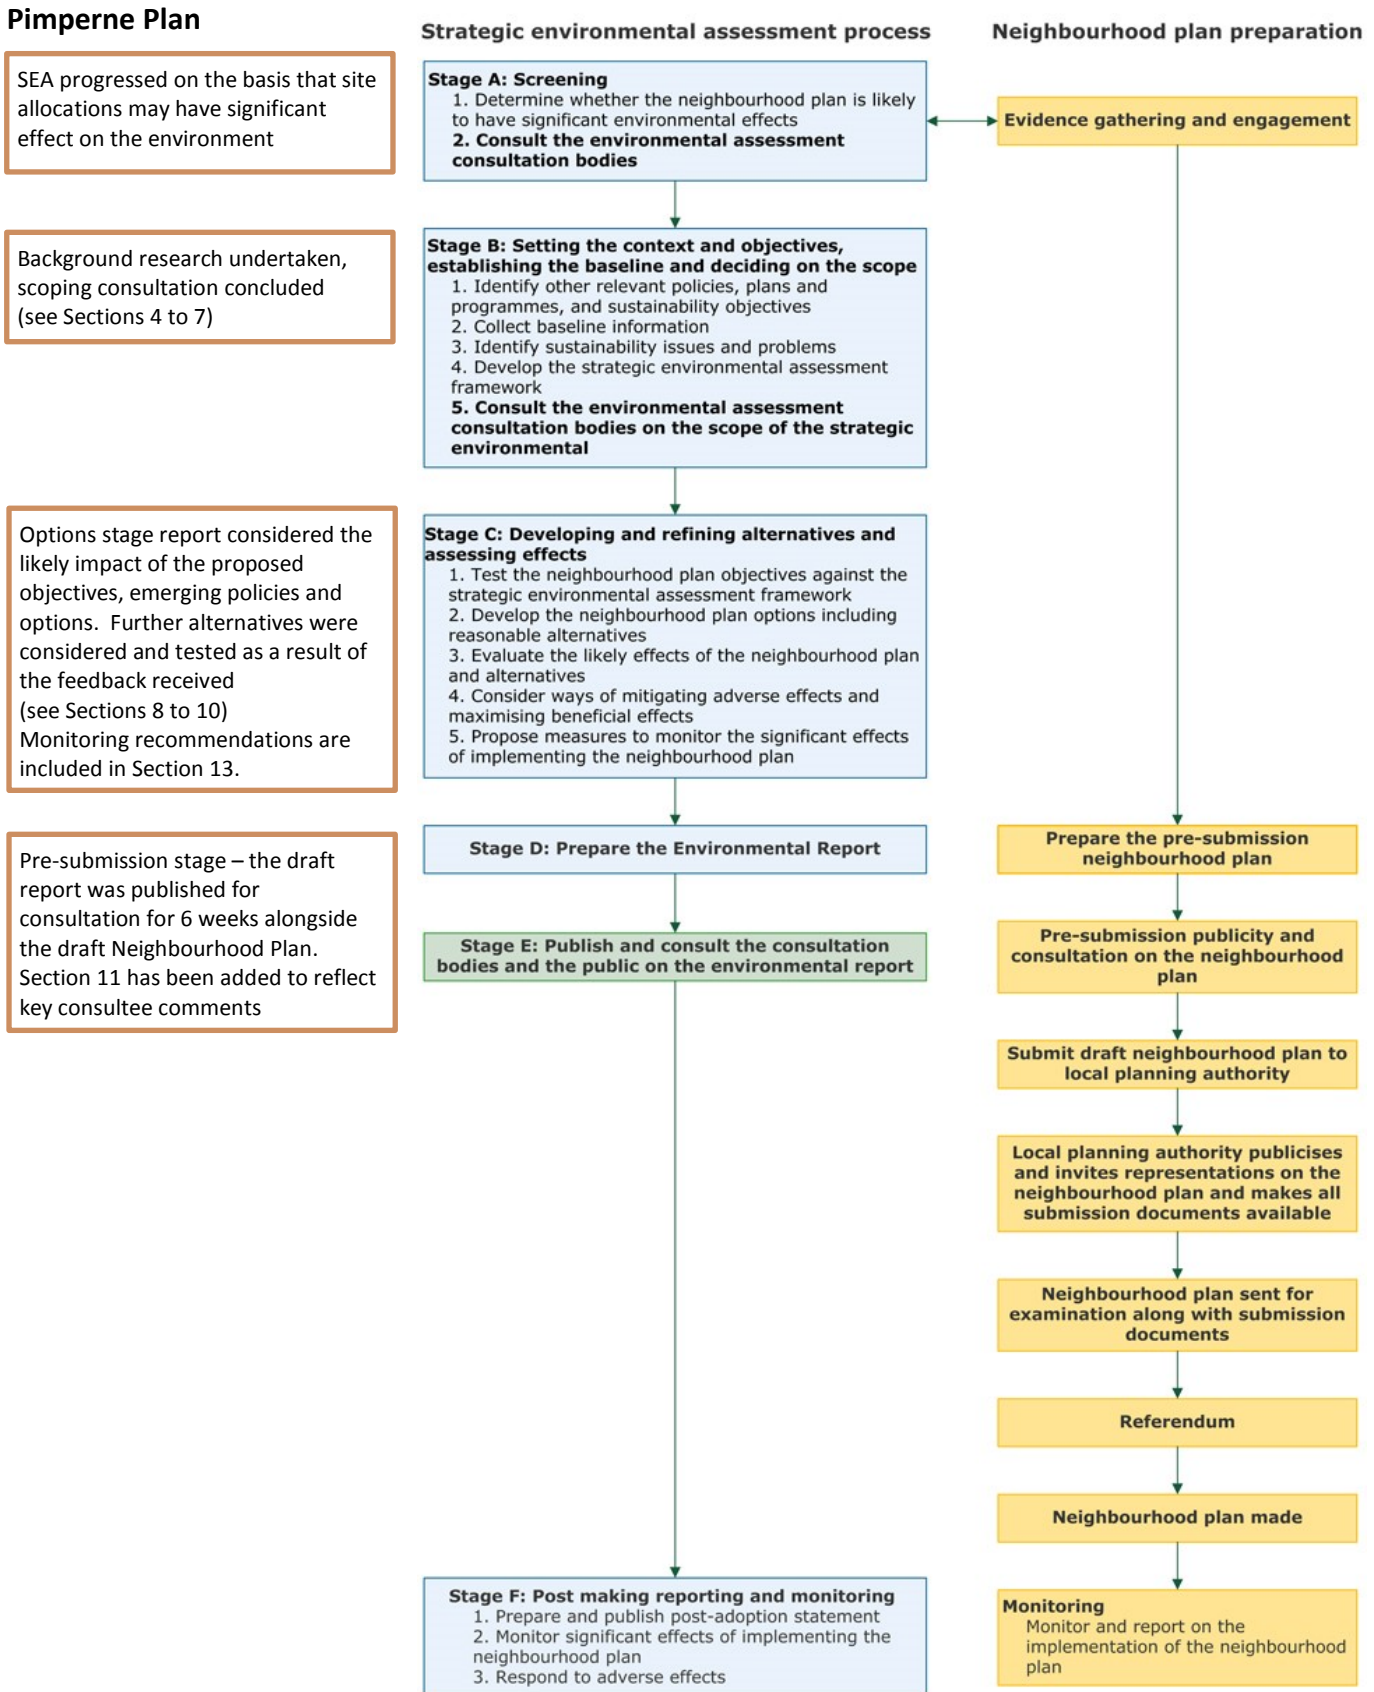 Pimperne Plan
SEA progressed on the basis that site
allocations may have significant
effect on the environment
Background research undertaken,
scoping consultation concluded
(see Sections 4 to 7)
Options stage report considered the
likely impact of the proposed
objectives, emerging policies and
options.  Further alternatives were
considered and tested as a result of
the feedback received
(see Sections 8 to 10)
Monitoring recommendations are
included in Section 13.
Pre-submission stage – the draft
report was published for
consultation for 6 weeks alongside
the draft Neighbourhood Plan.
Section 11 has been added to reflect
key consultee comments
Strategic environmental assessment process
Stage A: Screening
1. Determine whether the neighbourhood plan is likely
to have significant environmental effects
2. Consult the environmental assessment
consultation bodies
Stage B: Setting the context and objectives,
establishing the baseline and deciding on the scope
1. Identify other relevant policies, plans and
programmes, and sustainability objectives
2. Collect baseline information
3. Identify sustainability issues and problems
4. Develop the strategic environmental assessment
framework
5. Consult the environmental assessment
consultation bodies on the scope of the strategic
environmental
Stage C: Developing and refining alternatives and
assessing effects
1. Test the neighbourhood plan objectives against the
strategic environmental assessment framework
2. Develop the neighbourhood plan options including
reasonable alternatives
3. Evaluate the likely effects of the neighbourhood plan
and alternatives
4. Consider ways of mitigating adverse effects and
maximising beneficial effects
5. Propose measures to monitor the significant effects
of implementing the neighbourhood plan
Stage D: Prepare the Environmental Report
Stage E: Publish and consult the consultation
bodies and the public on the environmental report
Stage F: Post making reporting and monitoring
1. Prepare and publish post-adoption statement
2. Monitor significant effects of implementing the
neighbourhood plan
3. Respond to adverse effects
Neighbourhood plan preparation
Evidence gathering and engagement
Prepare the pre-submission
neighbourhood plan
Pre-submission publicity and
consultation on the neighbourhood
plan
Submit draft neighbourhood plan to
local planning authority
Local planning authority publicises
and invites representations on the
neighbourhood plan and makes all
submission documents available
Neighbourhood plan sent for
examination along with submission
documents
Referendum
Neighbourhood plan made
Monitoring
Monitor and report on the
implementation of the neighbourhood
plan